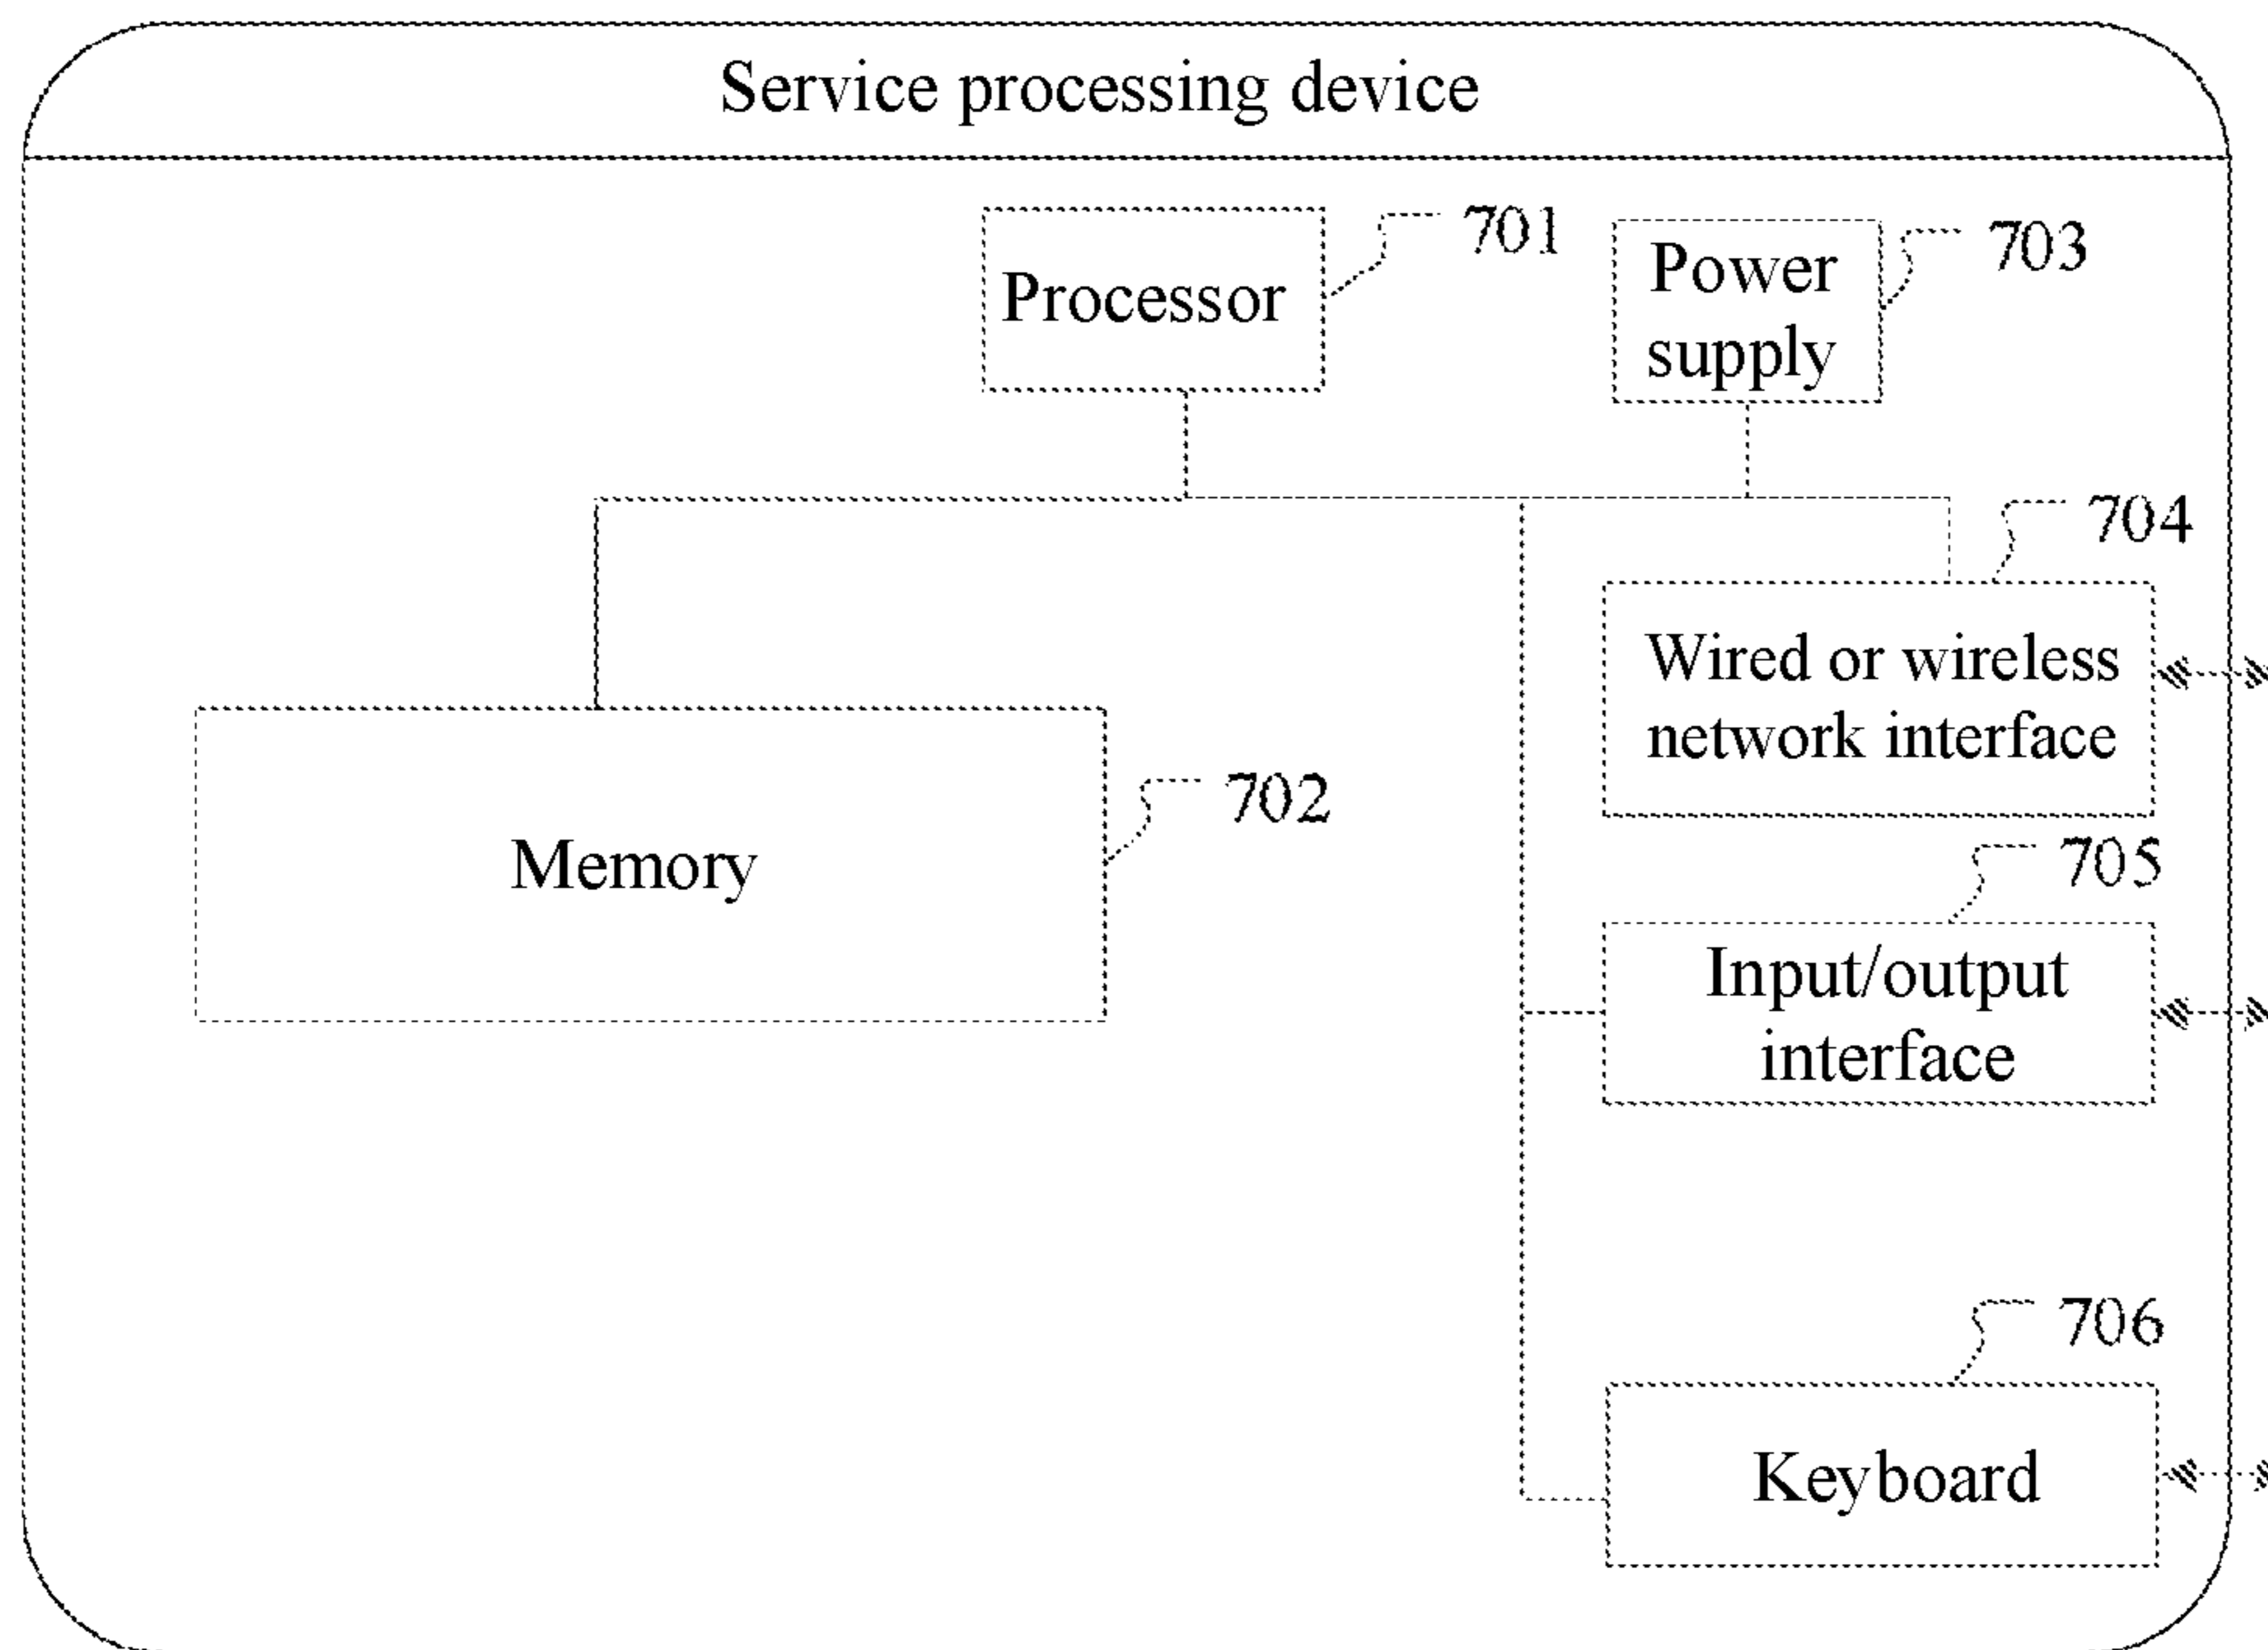 Service processing device
Processor
701
Power
supply
703
704
Wired or wireless
network interface
Memory
702
705
Input/output
interface
706
Keyboard